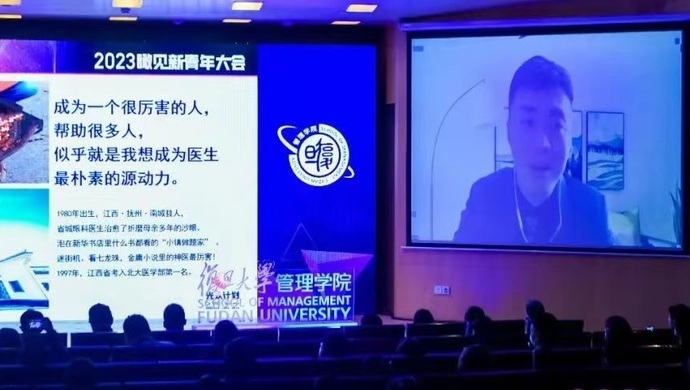 2023瞰见新青年大会
成为一个很厉害的人，
帮助很多人，
似乎就是我想成为医生
最朴素的源动力。
1980年出生，江西·抚州·南城县人，
省城眼科医生治愈了折磨母亲多年的沙眼。
泡在新华书店里什么书都看的“小镇做题家”，
迷街机、看七龙珠、金庸小说里的神医最厉害！
1997年，江西省考入北大医学部第一名。
管理学院
復旦大學管理学院
SCHOOL OF MANAGEMENT
FUDAN UNIVERSITY